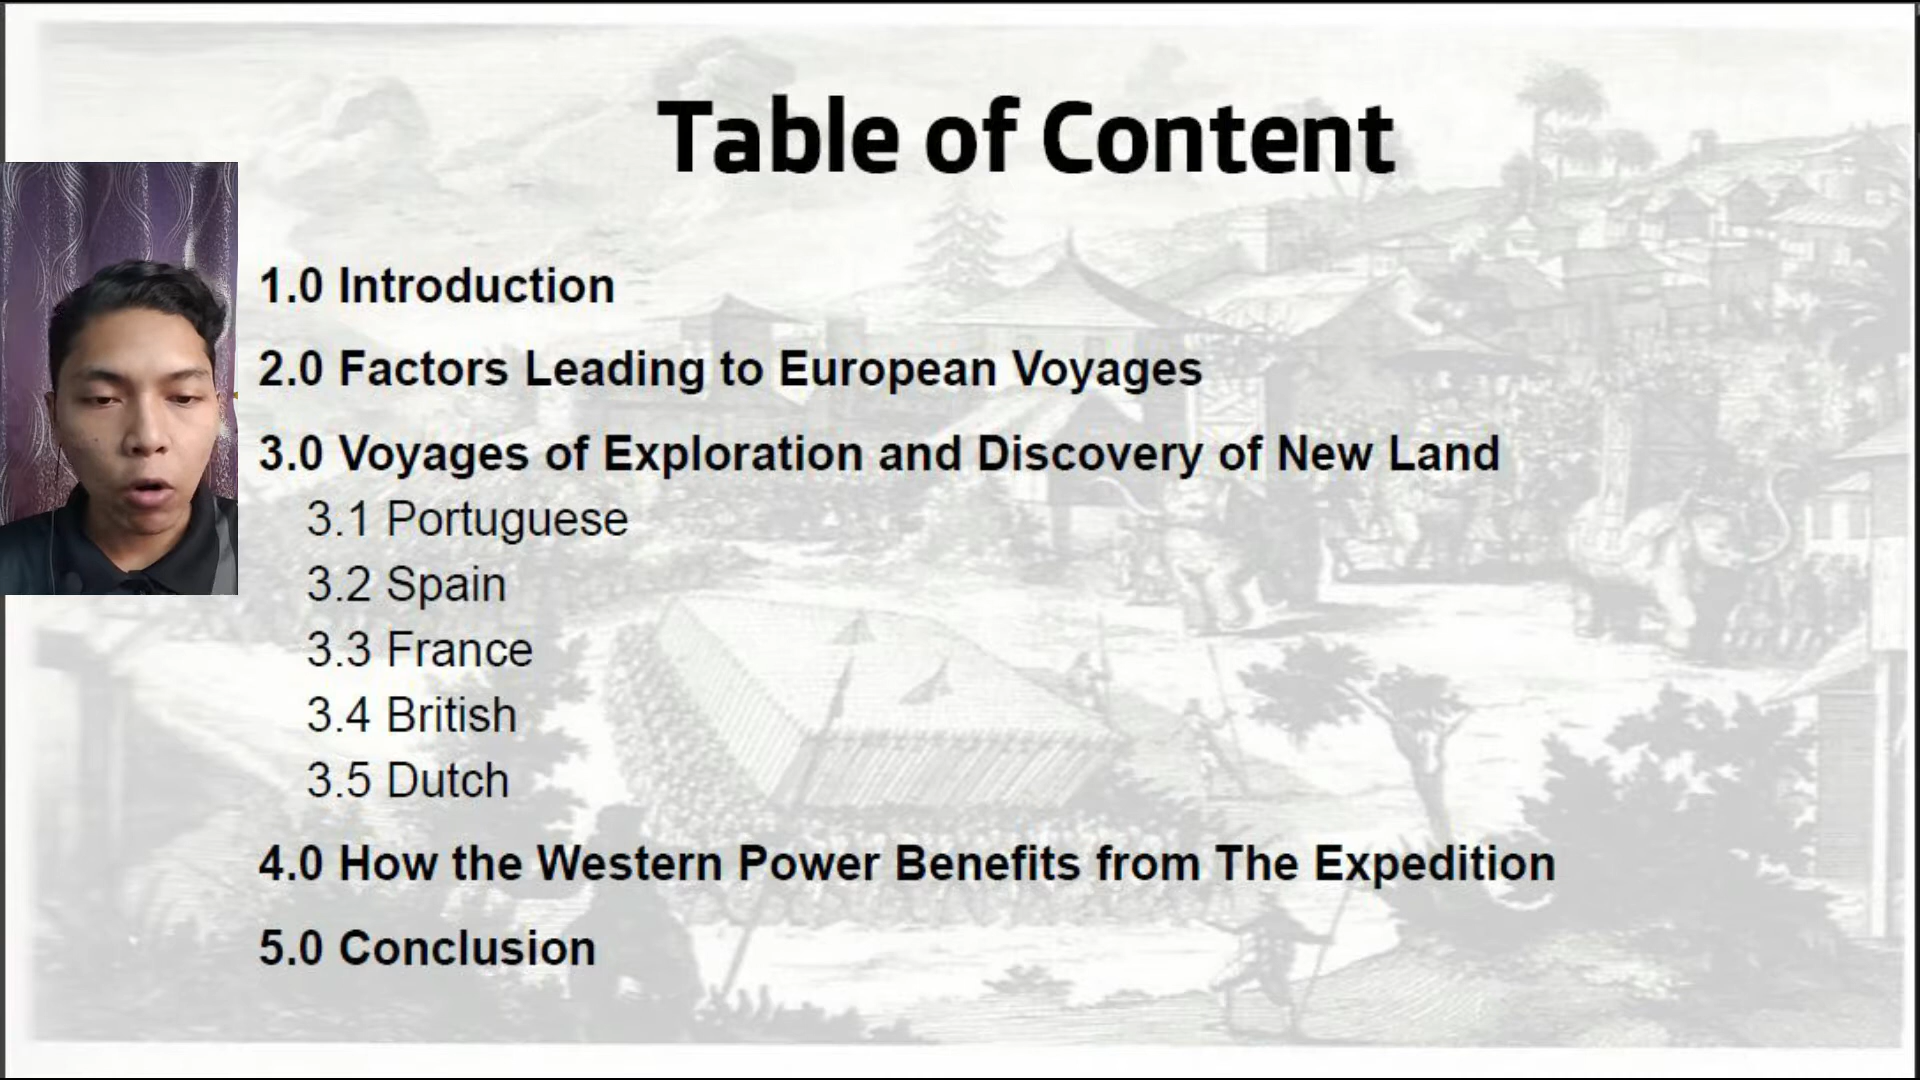 Table of Content
1.0 Introduction
2.0 Factors Leading to European Voyages
3.0 Voyages of Exploration and Discovery of New Land
3.1 Portuguese
3.2 Spain
3.3 France
3.4 British
3.5 Dutch
4.0 How the Western Power Benefits from The Expedition
5.0 Conclusion